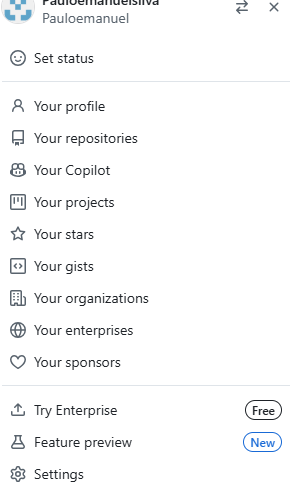 Pauloemanuelsilva
Pauloemanuel
Set status
Your profile
Your repositories
Your Copilot
Your projects
Your stars
Your gists
Your organizations
Your enterprises
Your sponsors
Try Enterprise Free
Feature preview New
Settings